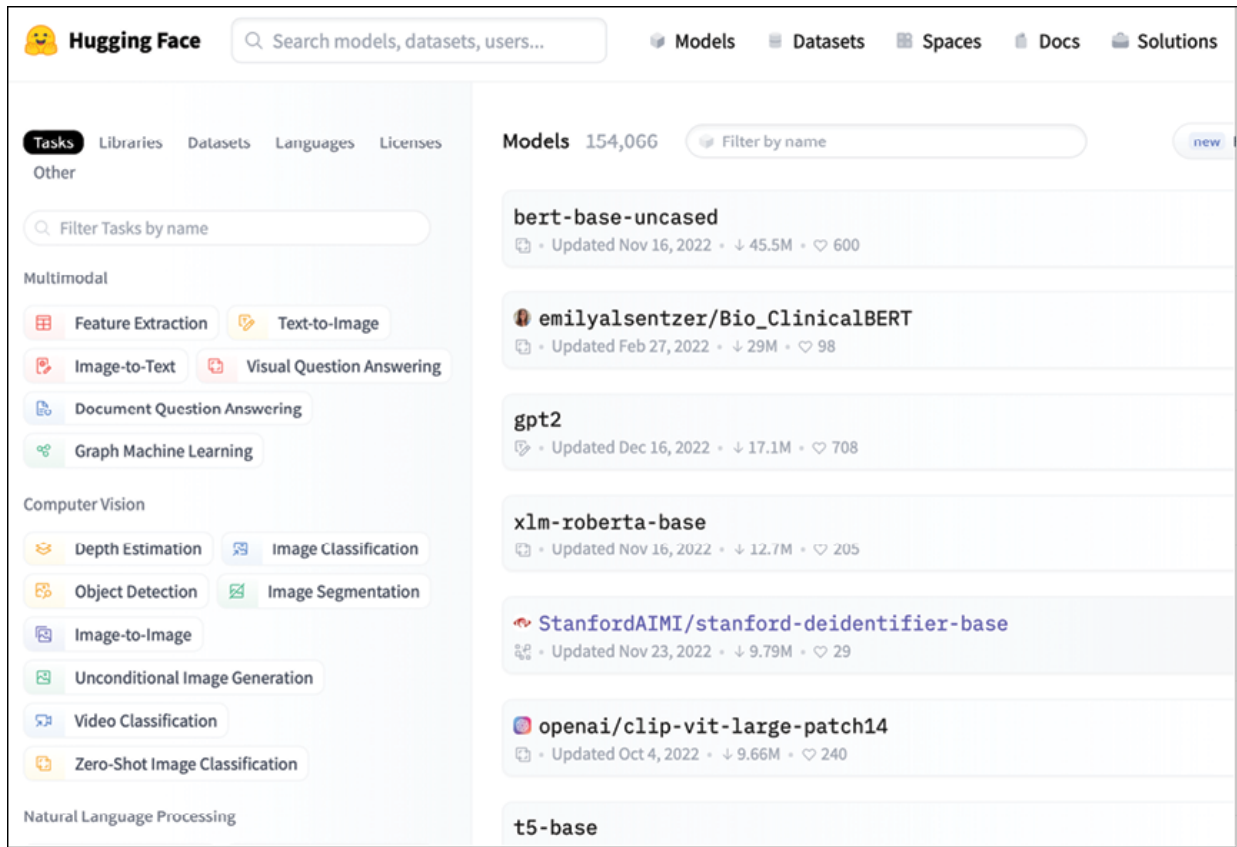 Hugging Face Search models, datasets, users... Models Datasets Spaces Docs Solutions
Tasks Libraries Datasets Languages Licenses
Other
Filter Tasks by name
Multimodal
Feature Extraction Text-to-Image
Image-to-Text Visual Question Answering
Document Question Answering
Graph Machine Learning
Computer Vision
Depth Estimation Image Classification
Object Detection Image Segmentation
Image-to-Image
Unconditional Image Generation
Video Classification
Zero-Shot Image Classification
Natural Language Processing
Models 154,066 Filter by name new
bert-base-uncased
• Updated Nov 16, 2022 • ↓ 45.5M • ♡ 600
emilyalsentzer/Bio_ClinicalBERT
• Updated Feb 27, 2022 • ↓ 29M • ♡ 98
gpt2
• Updated Dec 16, 2022 • ↓ 17.1M • ♡ 708
xlm-roberta-base
• Updated Nov 16, 2022 • ↓ 12.7M • ♡ 205
StanfordAIMI/stanford-deidentifier-base
• Updated Nov 23, 2022 • ↓ 9.79M • ♡ 29
openai/clip-vit-large-patch14
• Updated Oct 4, 2022 • ↓ 9.66M • ♡ 240
t5-base